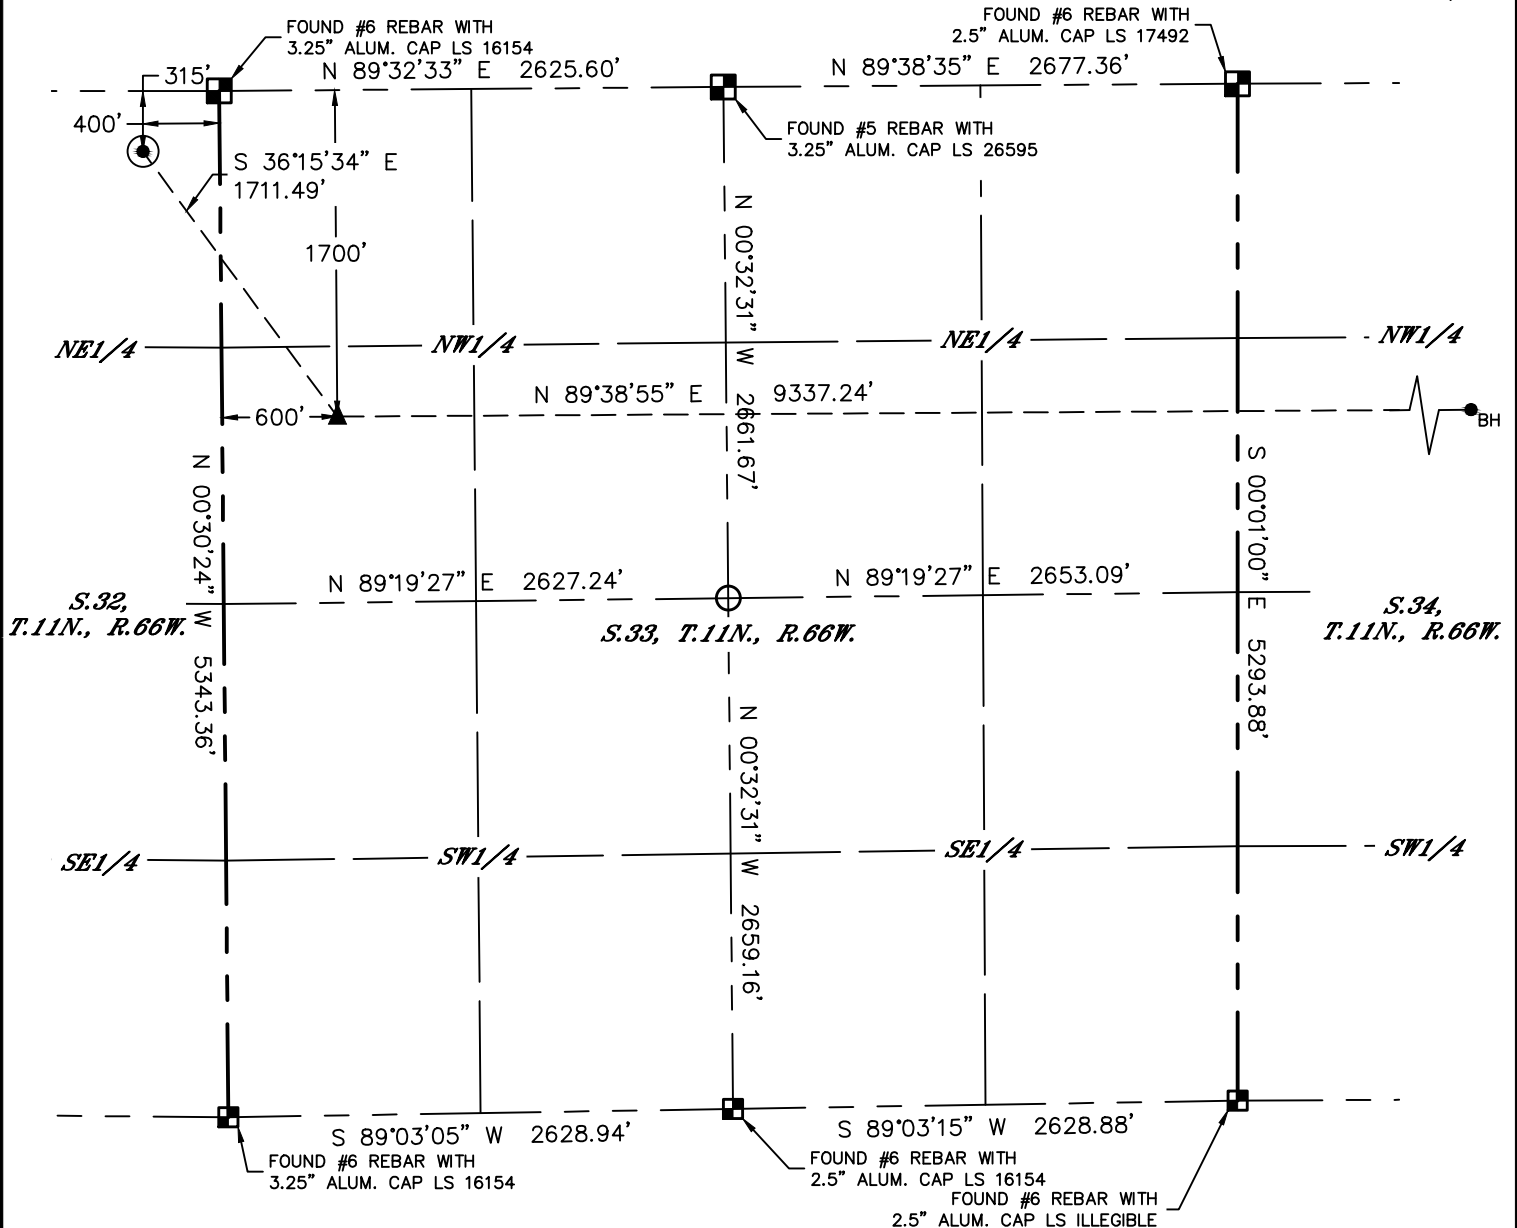 FOUND #6 REBAR WITH
3.25" ALUM. CAP LS 16154
FOUND #6 REBAR WITH
2.5" ALUM. CAP LS 17492
315'
N 89°32'33" E 2625.60'
N 89°38'35" E 2677.36'
400'
FOUND #5 REBAR WITH
3.25" ALUM. CAP LS 26595
S 36°15'34" E
1711.49'
1700'
N 00°32'31" W 2661.67'
NE1/4
NW1/4
NE1/4
NW1/4
N 89°38'55" E 9337.24'
600'
BH
N 00°30'24" W 5343.36'
S 00°01'00" E 5293.88'
N 89°19'27" E 2627.24'
N 89°19'27" E 2653.09'
S.32,
T.11N., R.66W.
S.33, T.11N., R.66W.
S.34,
T.11N., R.66W.
N 00°32'31" W 2659.16'
SE1/4
SW1/4
SE1/4
SW1/4
S 89°03'05" W 2628.94'
S 89°03'15" W 2628.88'
FOUND #6 REBAR WITH
3.25" ALUM. CAP LS 16154
FOUND #6 REBAR WITH
2.5" ALUM. CAP LS 16154
FOUND #6 REBAR WITH
2.5" ALUM. CAP LS ILLEGIBLE